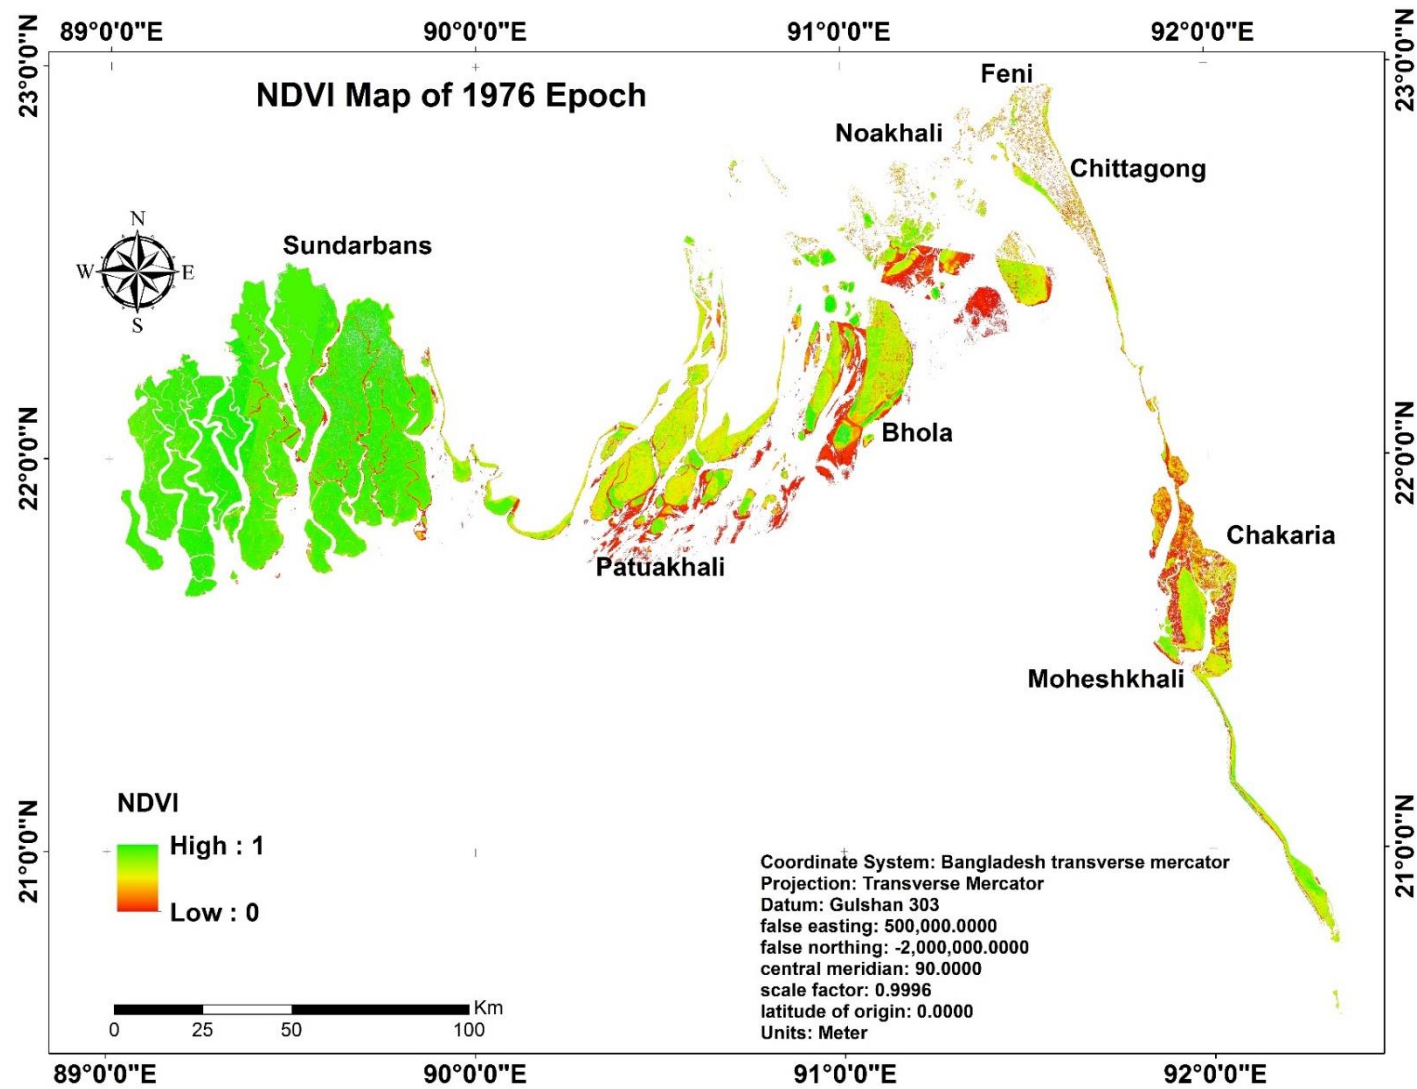 89°0'0"E 90°0'0"E 91°0'0"E 92°0'0"E
23°0'0"N
23°0'0"N
NDVI Map of 1976 Epoch
Feni
Noakhali
Chittagong
N
W E
S
Sundarbans
Bhola
22°0'0"N
22°0'0"N
Chakaria
Patuakhali
Moheshkhali
NDVI
High : 1
Low : 0
21°0'0"N
21°0'0"N
Coordinate System: Bangladesh transverse mercator
Projection: Transverse Mercator
Datum: Gulshan 303
false easting: 500,000.0000
false northing: -2,000,000.0000
central meridian: 90.0000
scale factor: 0.9996
latitude of origin: 0.0000
Units: Meter
Km
0 25 50 100
89°0'0"E 90°0'0"E 91°0'0"E 92°0'0"E